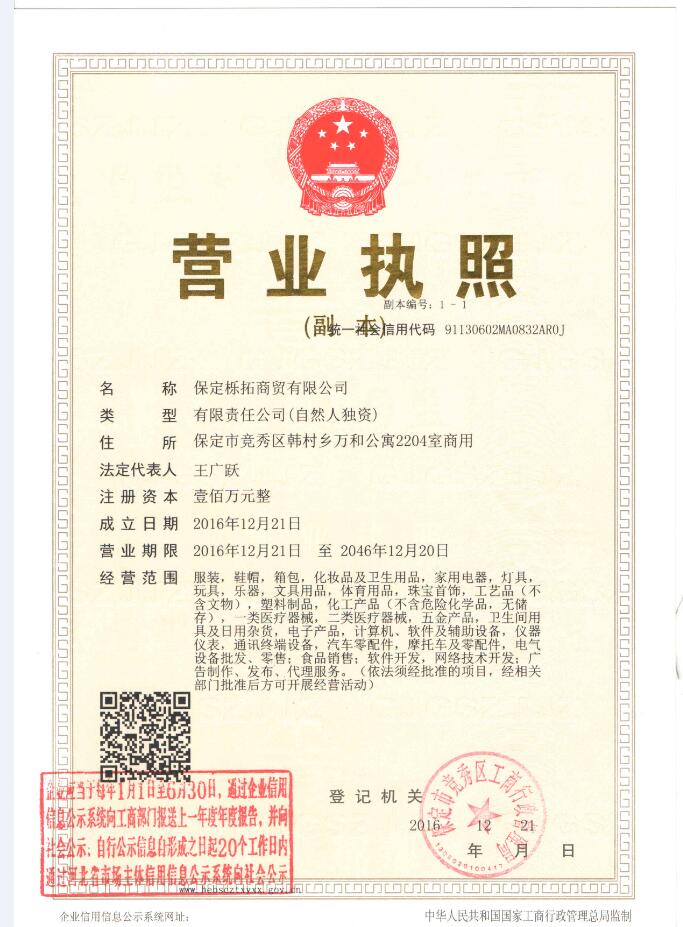 营业执照
副本编号：1－1
(副 本)
统一社会信用代码 91130602MA0832AR0J
名 称 保定栎拓商贸有限公司
类 型 有限责任公司(自然人独资)
住 所 保定市竞秀区韩村乡万和公寓2204室商用
法定代表人 王广跃
注册资本 壹佰万元整
成立日期 2016年12月21日
营业期限 2016年12月21日 至 2046年12月20日
经营范围 服装，鞋帽，箱包，化妆品及卫生用品，家用电器，灯具，
玩具，乐器，文具用品，体育用品，珠宝首饰，工艺品（不
含文物），塑料制品，化工产品（不含危险化学品，无储
存），一类医疗器械，二类医疗器械，五金产品，卫生间用
具及日用杂货，电子产品，计算机、软件及辅助设备，仪器
仪表，通讯终端设备，汽车零配件，摩托车及零配件，电气
设备批发、零售；食品销售；软件开发，网络技术开发；广
告制作、发布、代理服务。（依法须经批准的项目，经相关
部门批准后方可开展经营活动）
企业应当于每年1月1日至6月30日，通过企业信用
信息公示系统向工商部门报送上一年度年度报告，并向
社会公示；自行公示信息自形成之日起20个工作日内
通过河北省市场主体信用信息公示系统向社会公示
www.hebscztxyxx.gov.cn
登记机关
保定市竞秀区工商行政管理局
2016 12 21
年 月 日
企业信用信息公示系统网址：
中华人民共和国国家工商行政管理总局监制